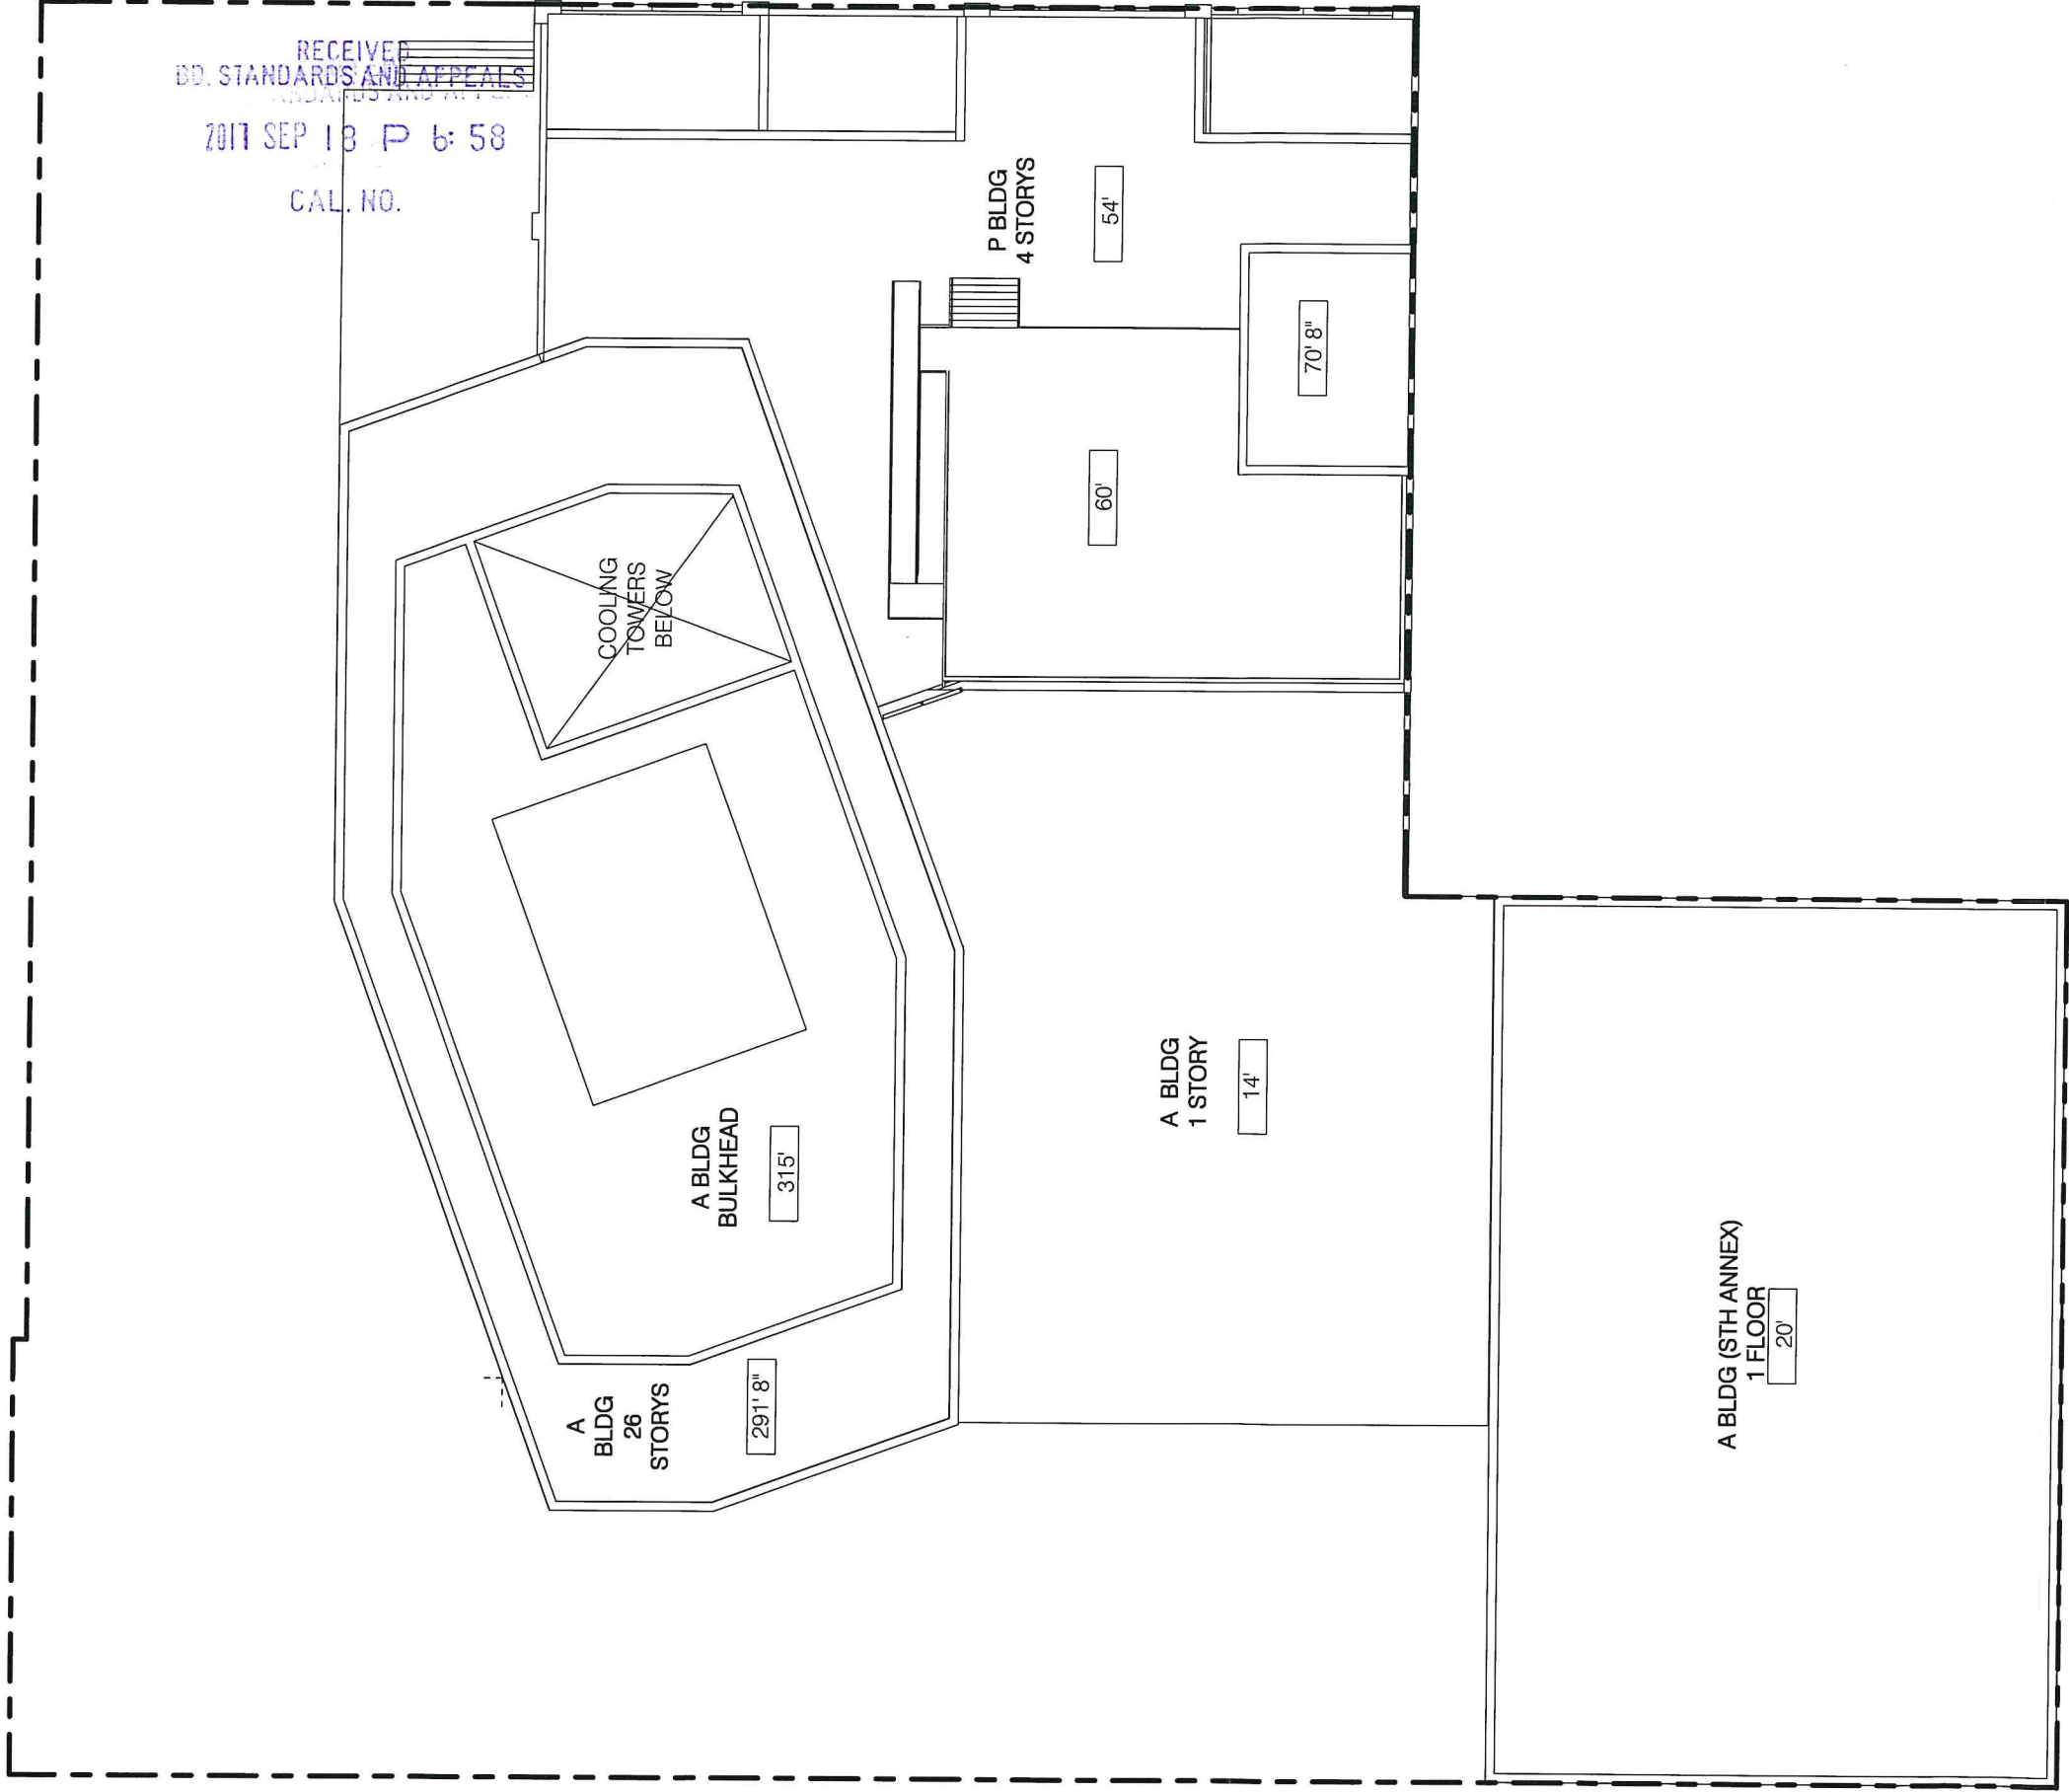 RECEIVED
BD. STANDARDS AND APPEALS
2017 SEP 18 P 6: 58
CAL. NO.
P BLDG
4 STORYS
54'
70' 8"
60'
COOLING
TOWERS
BELOW
A BLDG
BULKHEAD
315'
A
BLDG
26
STORYS
291' 8"
A BLDG
1 STORY
14'
A BLDG (STH ANNEX)
1 FLOOR
20'